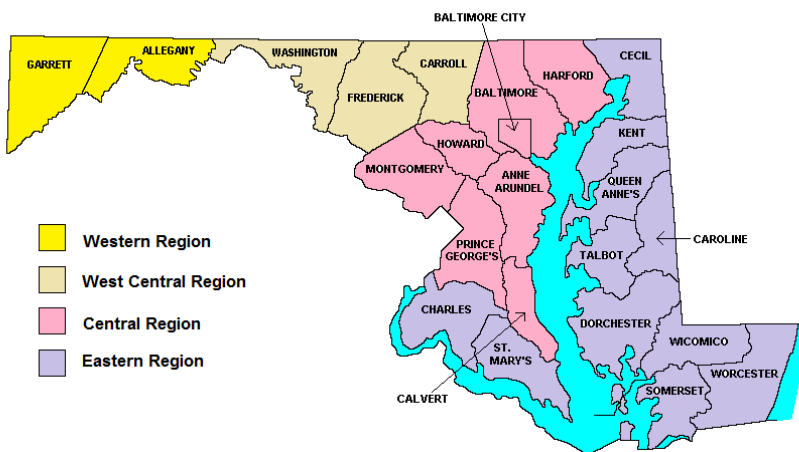 BALTIMORE CITY
GARRETT
ALLEGANY
WASHINGTON
FREDERICK
CARROLL
BALTIMORE
HARFORD
CECIL
KENT
HOWARD
MONTGOMERY
ANNE
ARUNDEL
QUEEN
ANNE'S
CAROLINE
PRINCE
GEORGE'S
TALBOT
CHARLES
ST.
MARY'S
CALVERT
DORCHESTER
WICOMICO
SOMERSET
WORCESTER
Western Region
West Central Region
Central Region
Eastern Region